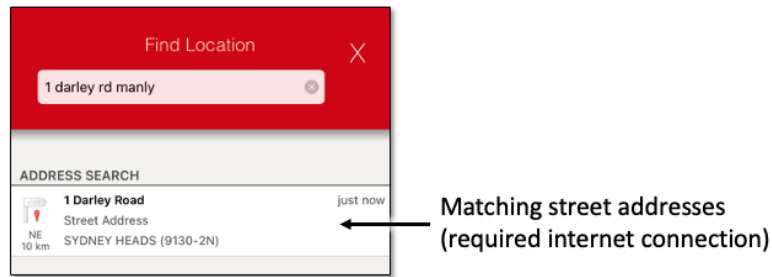 Find Location
X
1 darley rd manly
ADDRESS SEARCH
1 Darley Road
just now
Street Address
NE
10 km
SYDNEY HEADS (9130-2N)
Matching street addresses
(required internet connection)